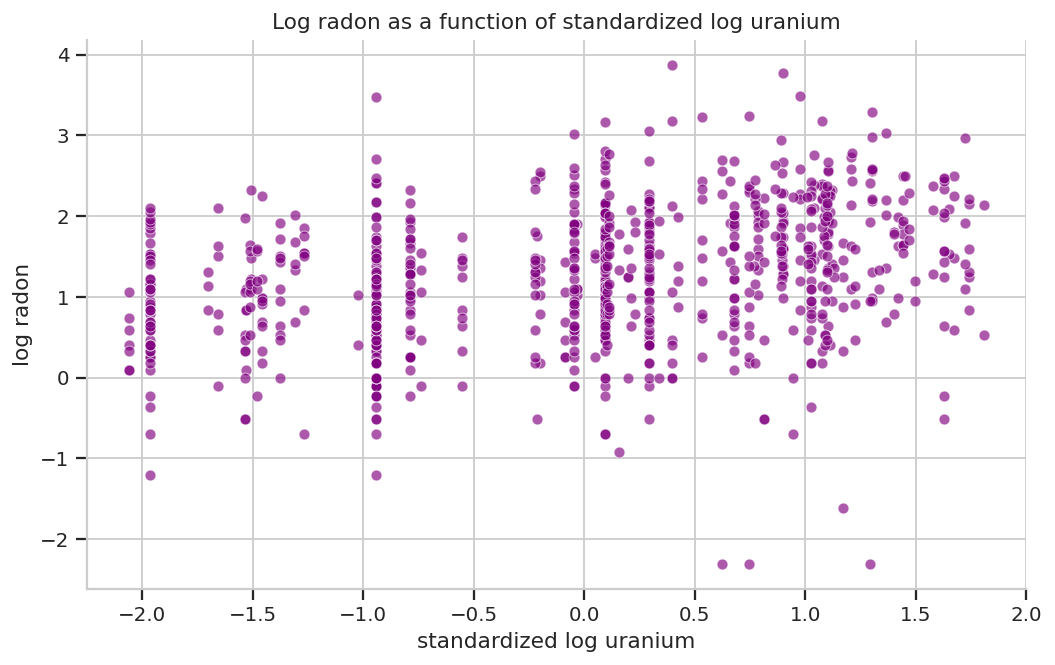 Log radon as a function of standardized log uranium
log radon
4
3
2
1
0
−1
−2
−2.0 −1.5 −1.0 −0.5 0.0 0.5 1.0 1.5 2.0
standardized log uranium